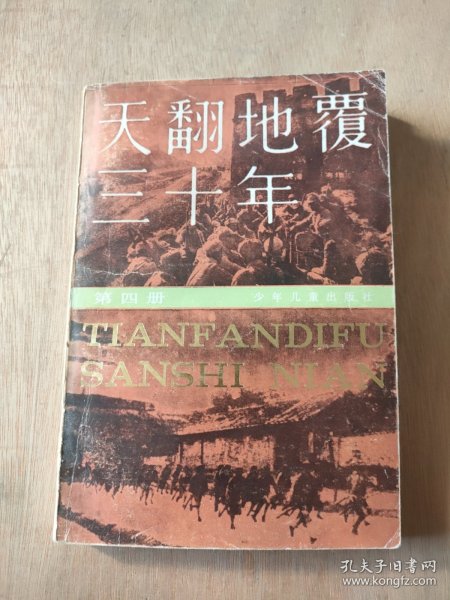 天翻地覆
三十年
第四册 少年儿童出版社
TIANFANDIFU
SANSHI NIAN
孔夫子旧书网
www.kongfz.com